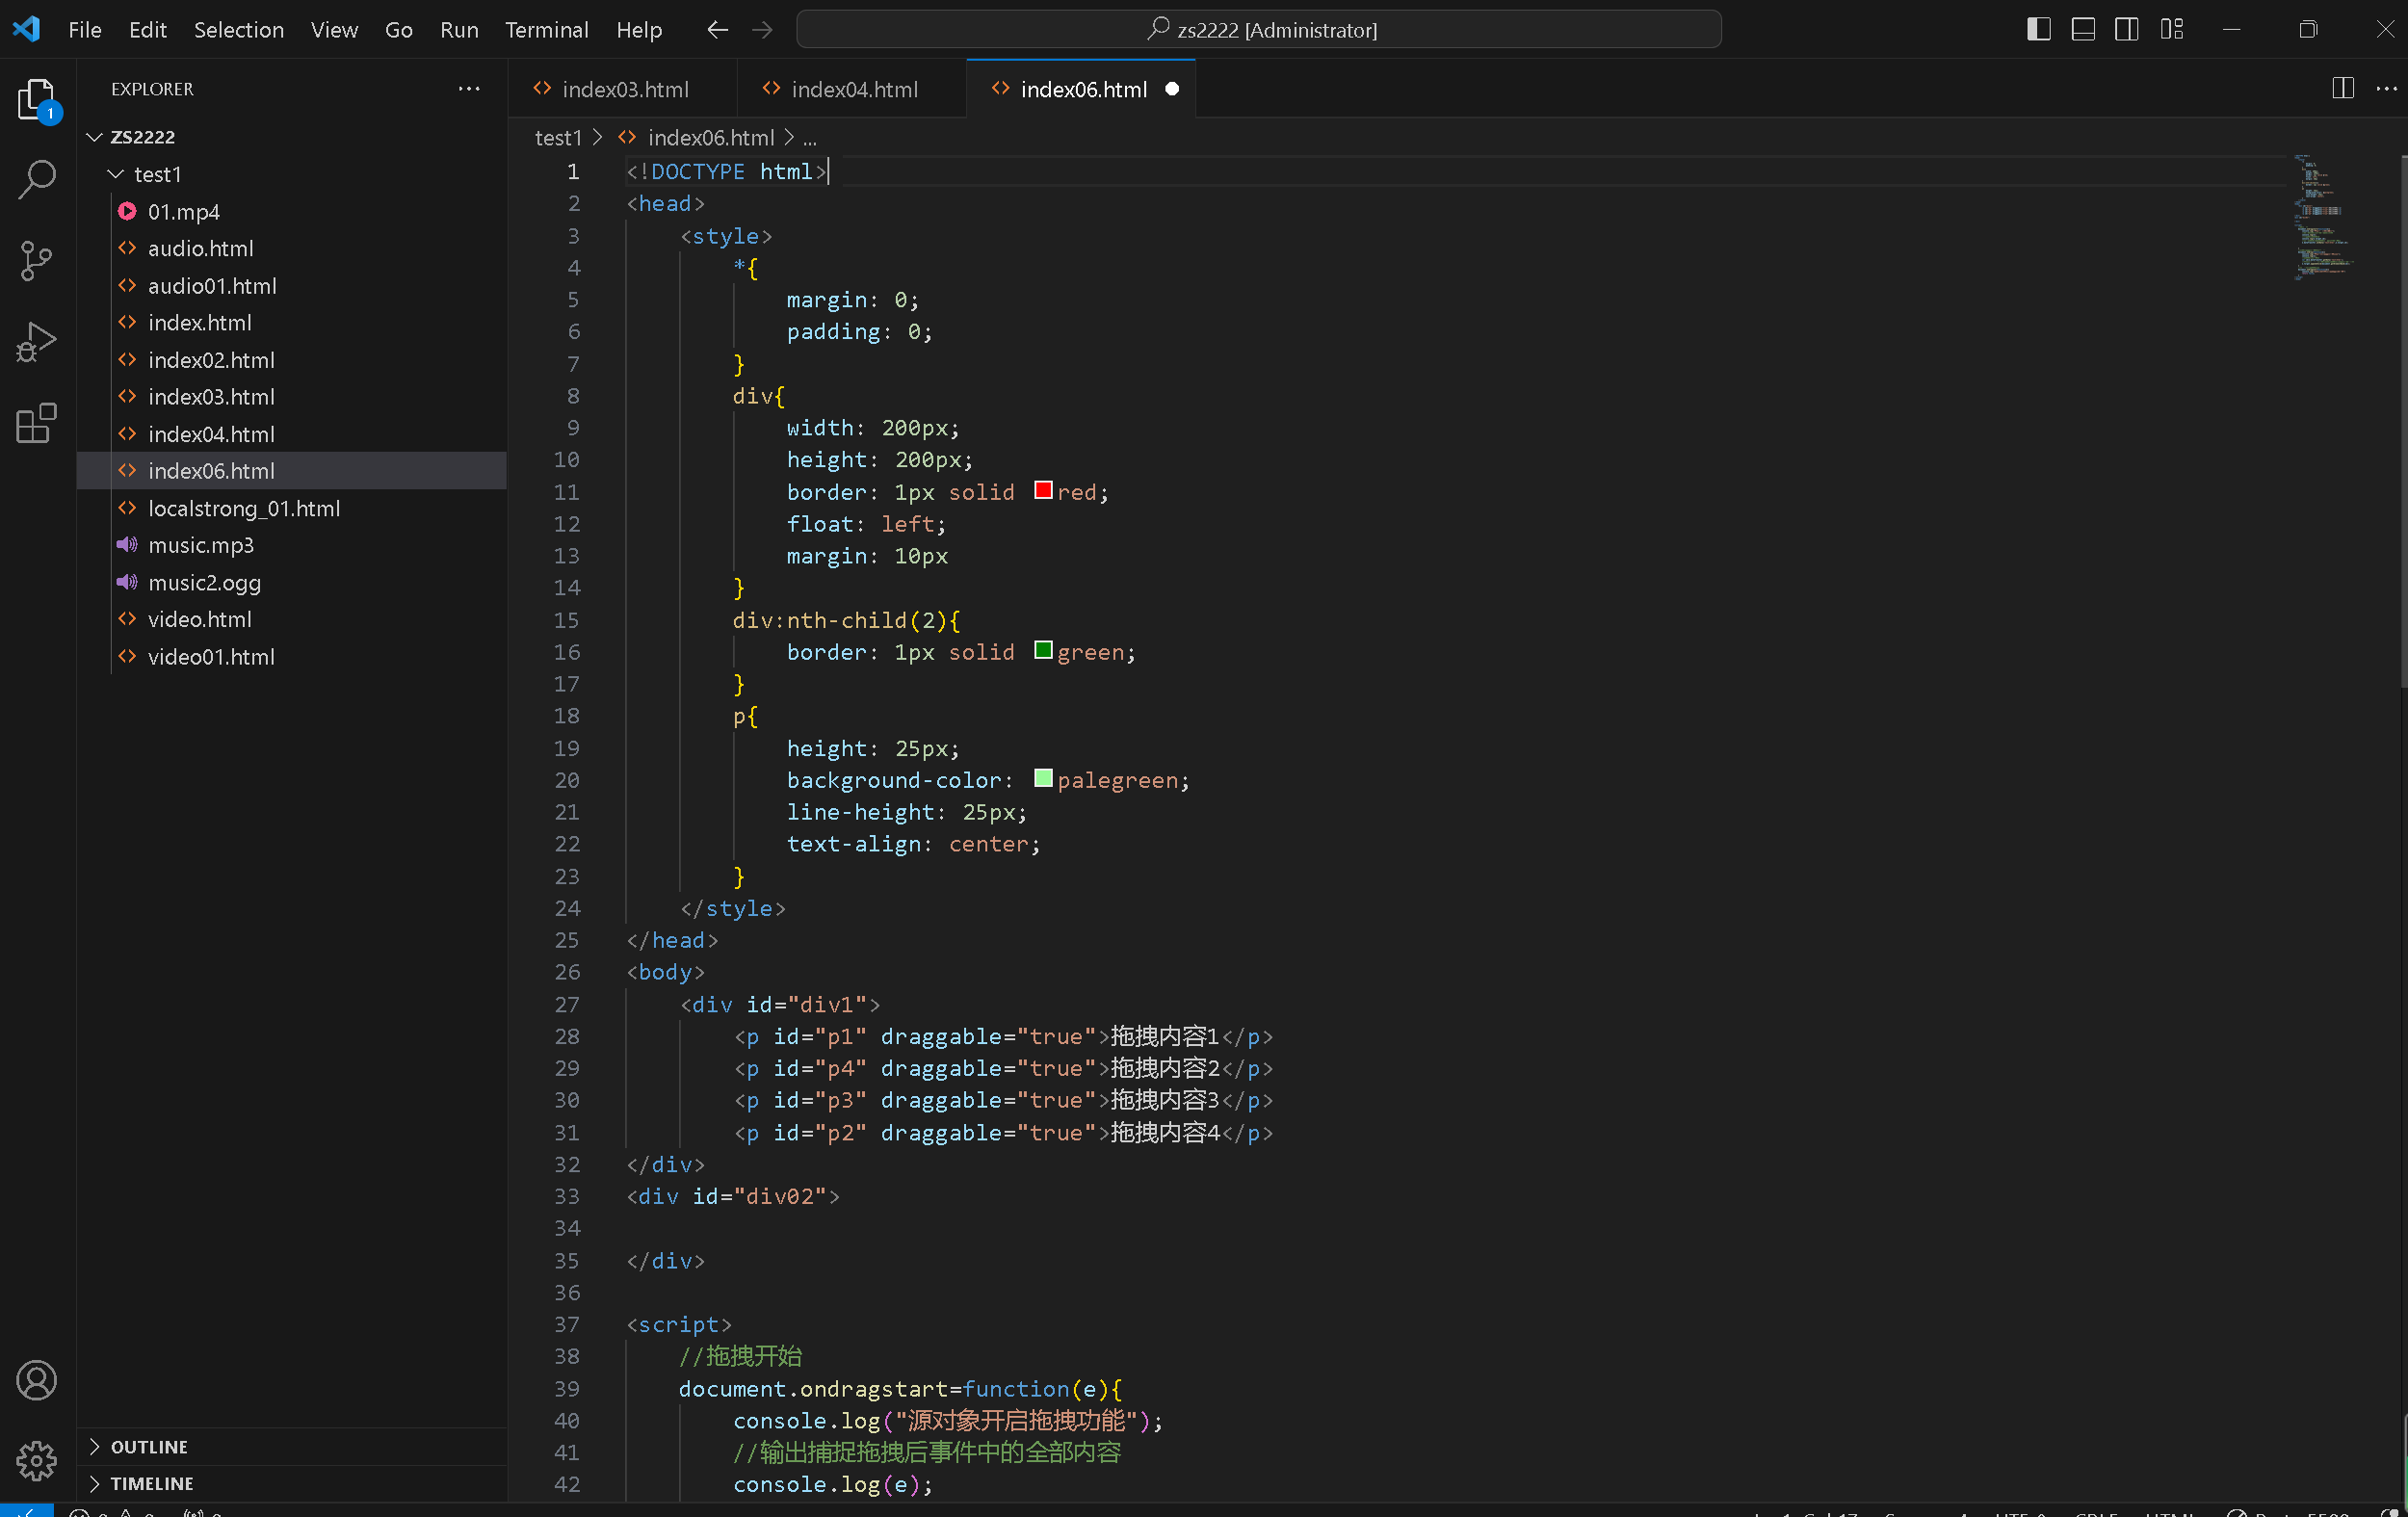 File Edit Selection View Go Run Terminal Help
zs2222 [Administrator]
EXPLORER
1
ZS2222
test1
01.mp4
audio.html
audio01.html
index.html
index02.html
index03.html
index04.html
index06.html
localstrong_01.html
music.mp3
music2.ogg
video.html
video01.html
OUTLINE
TIMELINE
index03.html index04.html index06.html
test1 > index06.html > ...
1 <!DOCTYPE html>
2 <head>
3 <style>
4 *{
5 margin: 0;
6 padding: 0;
7 }
8 div{
9 width: 200px;
10 height: 200px;
11 border: 1px solid red;
12 float: left;
13 margin: 10px
14 }
15 div:nth-child(2){
16 border: 1px solid green;
17 }
18 p{
19 height: 25px;
20 background-color: palegreen;
21 line-height: 25px;
22 text-align: center;
23 }
24 </style>
25 </head>
26 <body>
27 <div id="div1">
28 <p id="p1" draggable="true">拖拽内容1</p>
29 <p id="p4" draggable="true">拖拽内容2</p>
30 <p id="p3" draggable="true">拖拽内容3</p>
31 <p id="p2" draggable="true">拖拽内容4</p>
32 </div>
33 <div id="div02">
34
35 </div>
36
37 <script>
38 //拖拽开始
39 document.ondragstart=function(e){
40 console.log("源对象开启拖拽功能");
41 //输出捕捉拖拽后事件中的全部内容
42 console.log(e);